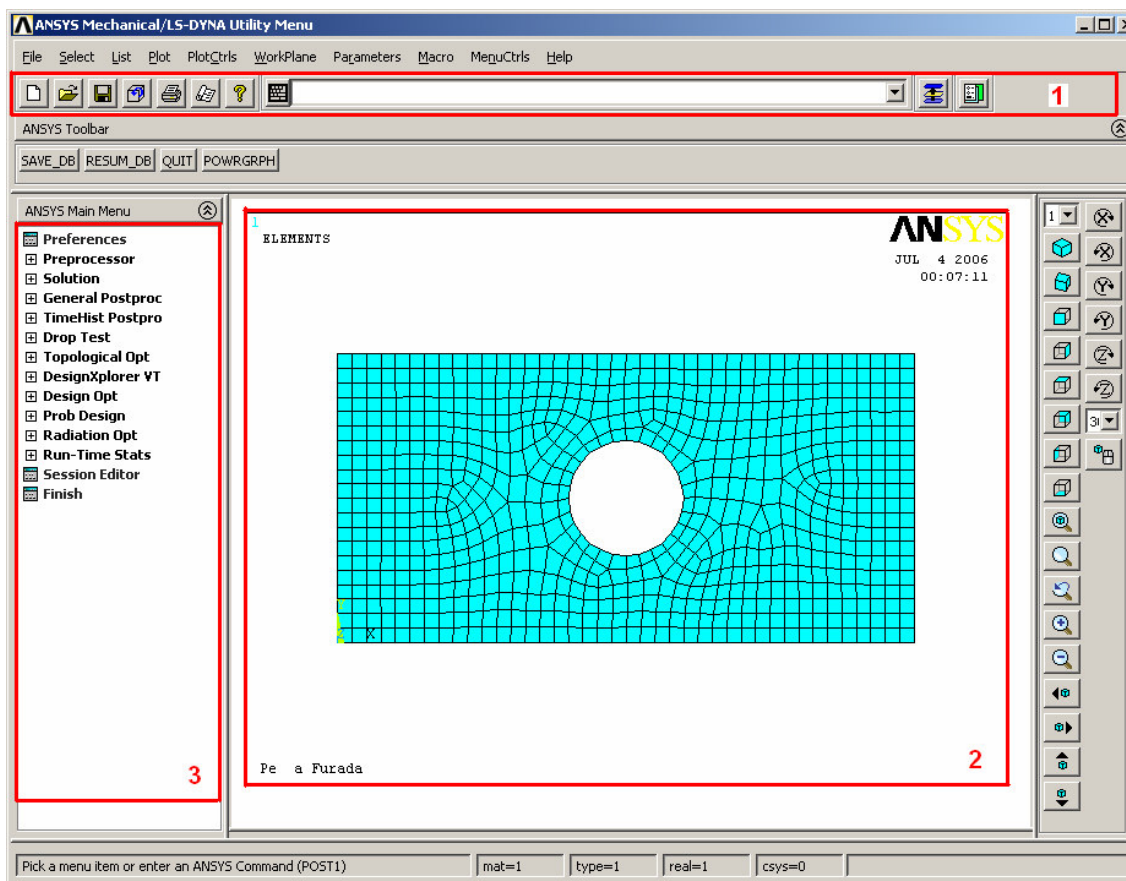 ANSYS Mechanical/LS-DYNA Utility Menu
File Select List Plot PlotCtrls WorkPlane Parameters Macro MenuCtrls Help
1
ANSYS Toolbar
SAVE_DB RESUM_DB QUIT POWRGRPH
ANSYS Main Menu
Preferences
Preprocessor
Solution
General Postproc
TimeHist Postpro
Drop Test
Topological Opt
DesignXplorer VT
Design Opt
Prob Design
Radiation Opt
Run-Time Stats
Session Editor
Finish
3
1
ELEMENTS
ANSYS
JUL 4 2006
00:07:11
Y
Z X
Pe a Furada
2
1
X
X
Y
Y
Z
Z
Pick a menu item or enter an ANSYS Command (POST1) mat=1 type=1 real=1 csys=0